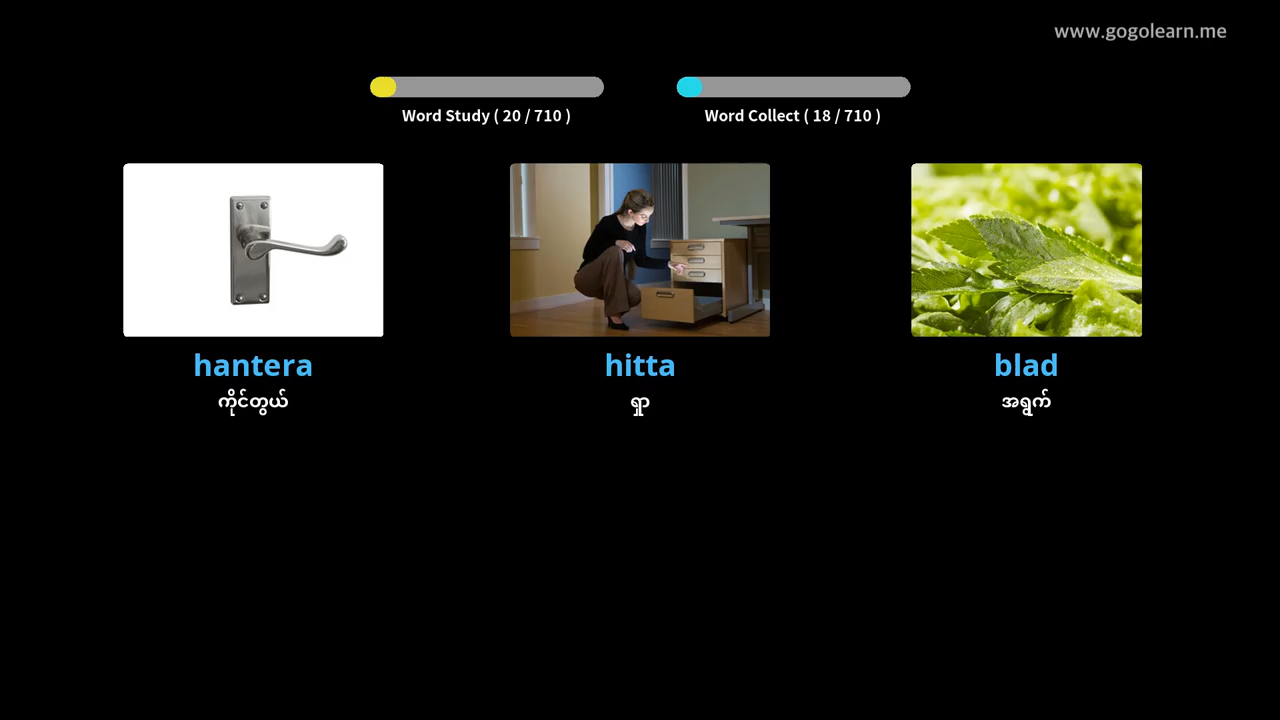 www.gogolearn.me
Word Study ( 20 / 710 )
Word Collect ( 18 / 710 )
hantera
hitta
blad
ကိုင်တွယ်
ရှာ
အရွက်